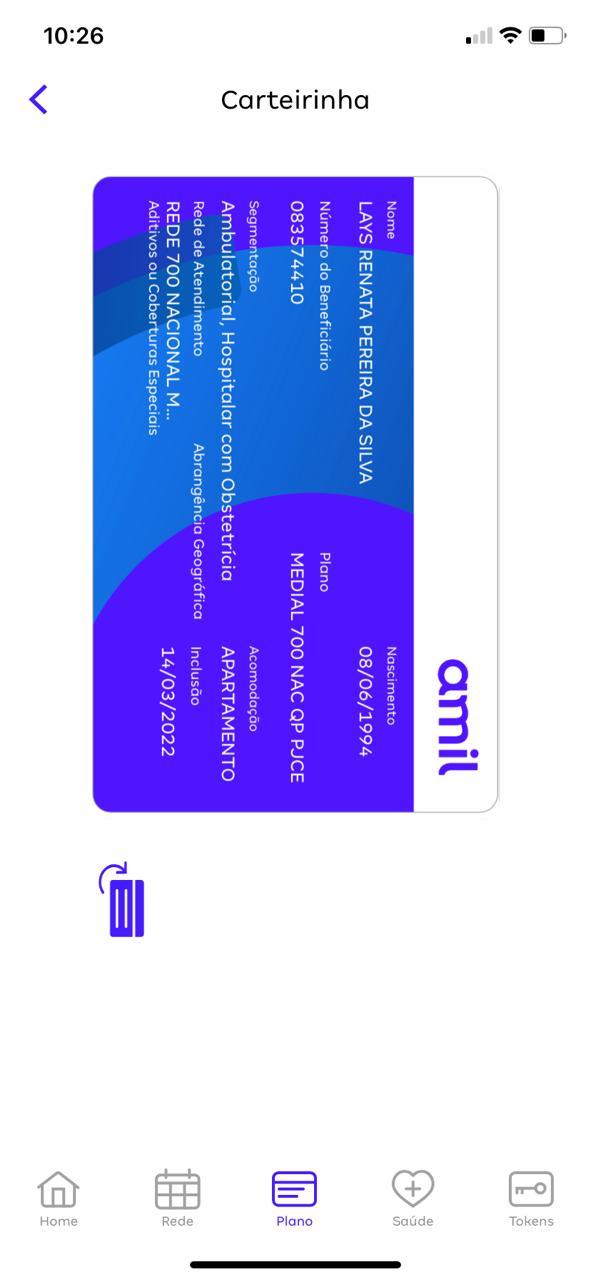 10:26
Carteirinha
amil
Nome
Nascimento
LAYS RENATA PEREIRA DA SILVA
08/06/1994
Número do Beneficiário
Plano
083574410
MEDIAL 700 NAC QP PJCE
Segmentação
Acomodação
Ambulatorial, Hospitalar com Obstetrícia
APARTAMENTO
Rede de Atendimento
Abrangência Geográfica
Inclusão
REDE 700 NACIONAL M...
14/03/2022
Aditivos ou Coberturas Especiais
Home
Rede
Plano
Saúde
Tokens